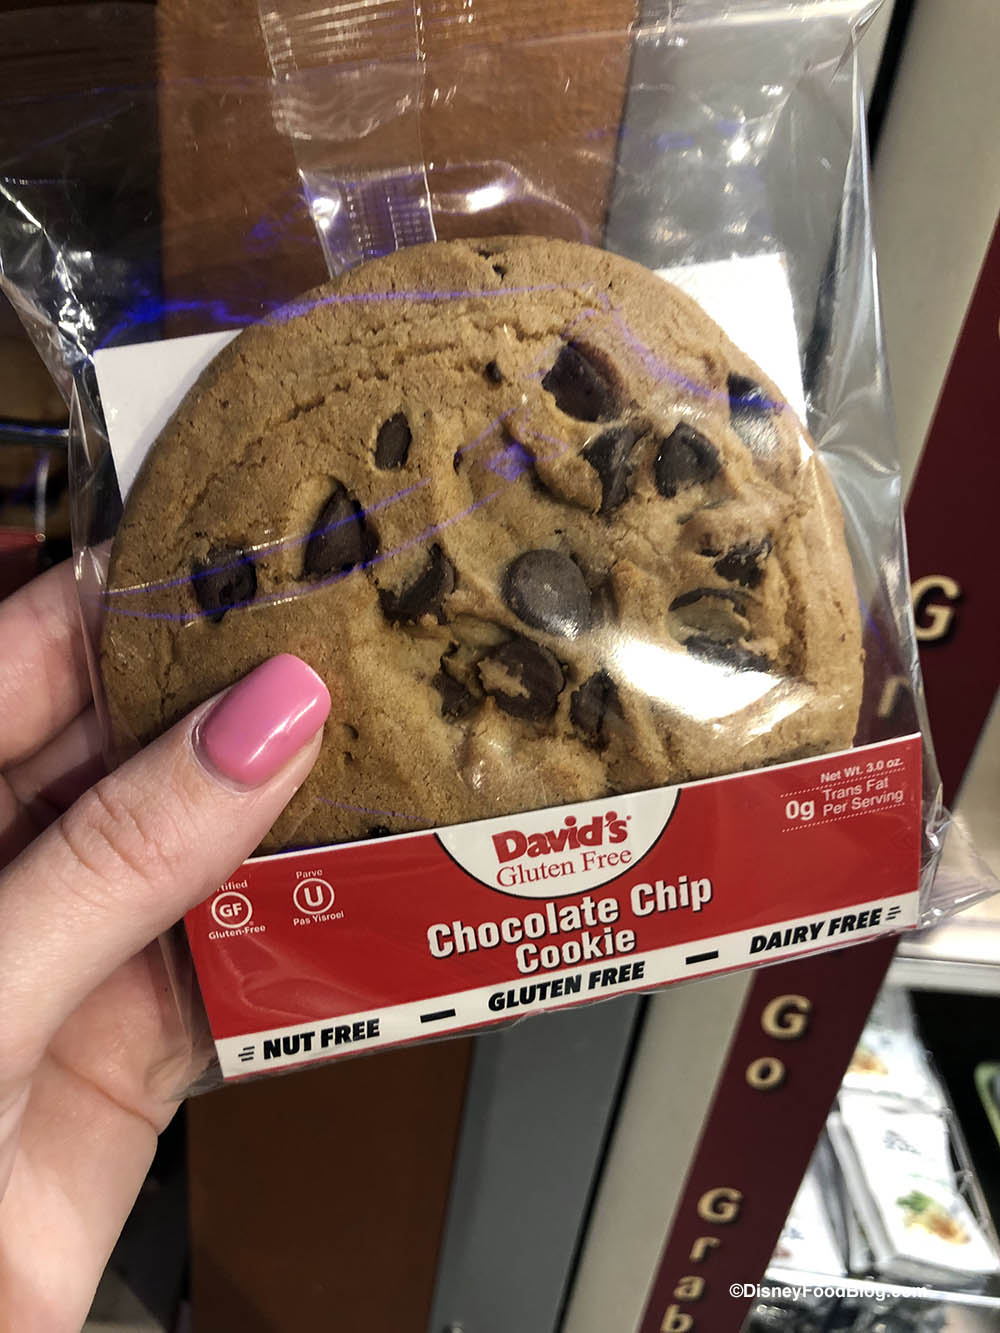 Net Wt. 3.0 oz.
0g Trans Fat
Per Serving
David's
Gluten Free
Chocolate Chip
Cookie
GF
Gluten-Free
Parve
U
Pas Yisroel
NUT FREE — GLUTEN FREE — DAIRY FREE
G
Go
Grab
©DisneyFoodBlog.com